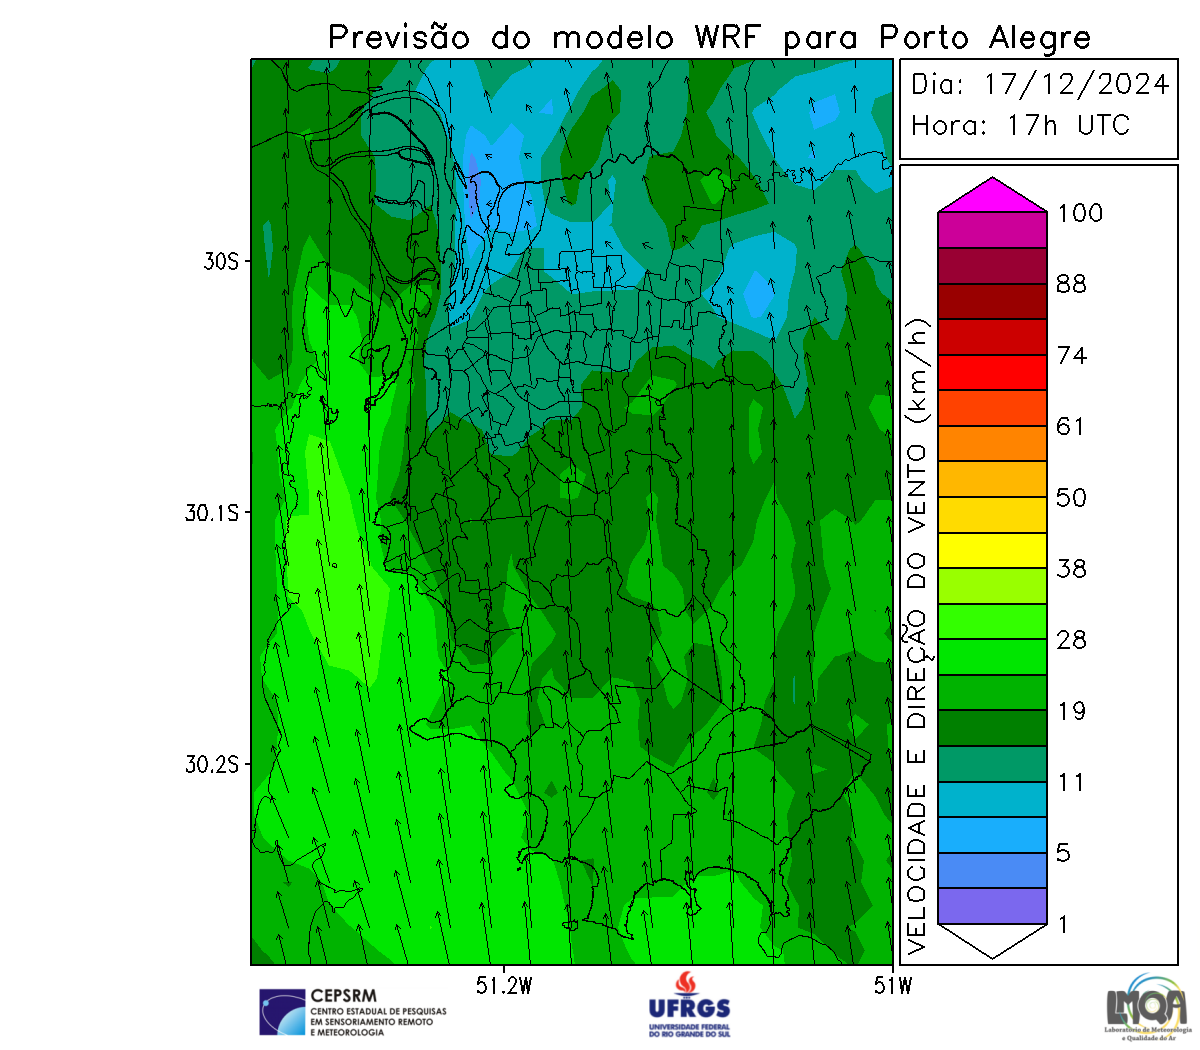 Previsão do modelo WRF para Porto Alegre
Dia: 17/12/2024
Hora: 17h UTC
30S
30.1S
30.2S
51.2W
51W
VELOCIDADE E DIREÇÃO DO VENTO (km/h)
100
88
74
61
50
38
28
19
11
5
1
CEPSRM
CENTRO ESTADUAL DE PESQUISAS
EM SENSORIAMENTO REMOTO
E METEOROLOGIA
UFRGS
UNIVERSIDADE FEDERAL
DO RIO GRANDE DO SUL
LMQA
Laboratório de Meteorologia
e Qualidade do Ar